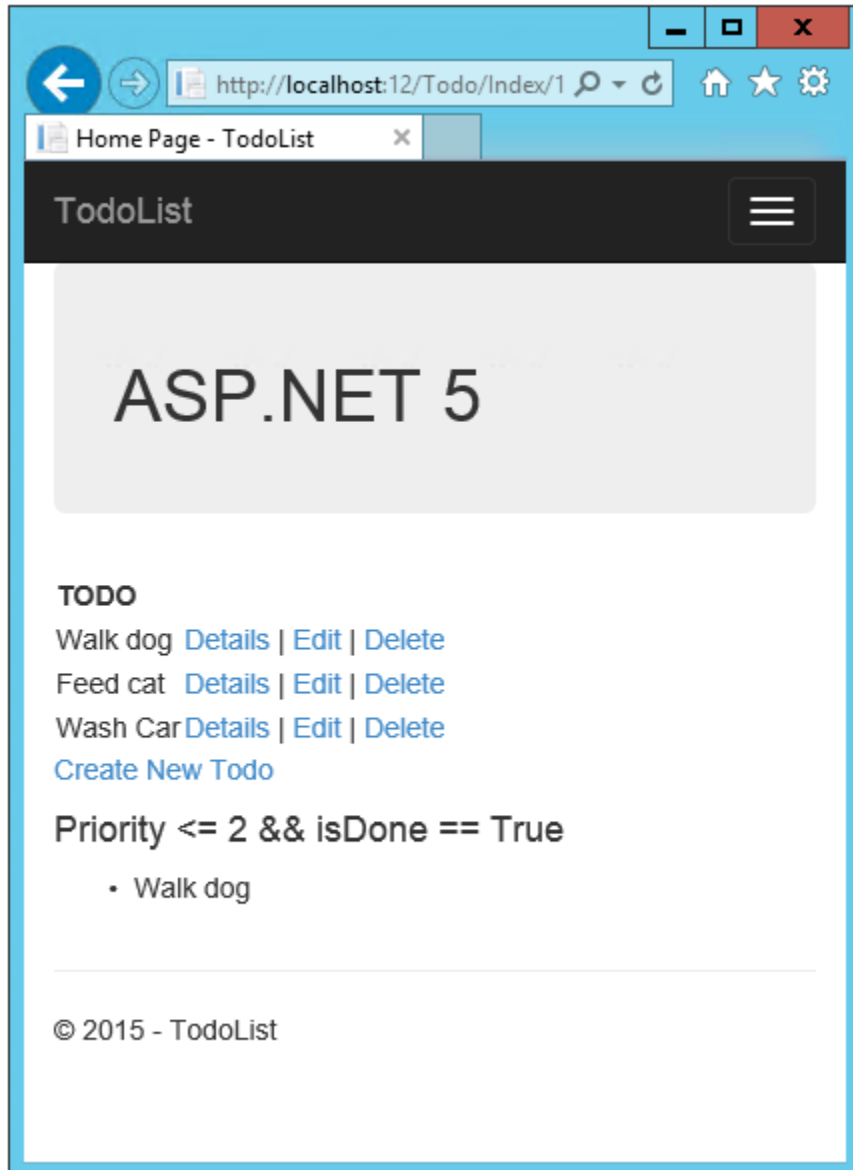 http://localhost:12/Todo/Index/1
Home Page - TodoList
TodoList
ASP.NET 5
TODO
Walk dog Details | Edit | Delete
Feed cat Details | Edit | Delete
Wash Car Details | Edit | Delete
Create New Todo
Priority <= 2 && isDone == True
• Walk dog
© 2015 - TodoList